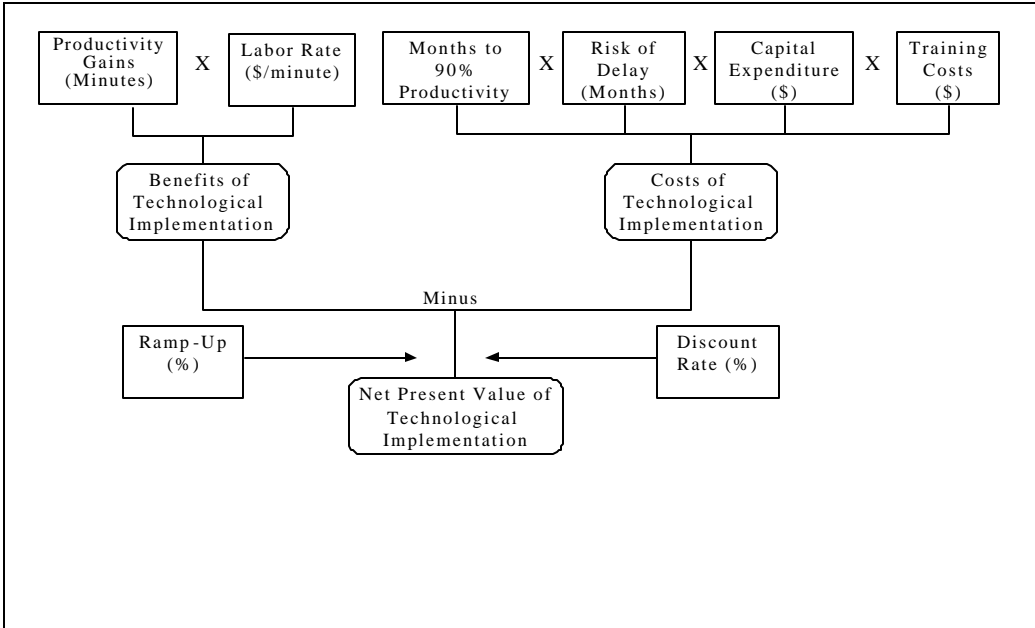 Productivity
Gains
(Minutes)
X
Labor Rate
($/minute)
Months to
90%
Productivity
X
Risk of
Delay
(Months)
X
Capital
Expenditure
($)
X
Training
Costs
($)
Benefits of
Technological
Implementation
Costs of
Technological
Implementation
Minus
Ramp-Up
(%)
Discount
Rate (%)
Net Present Value of
Technological
Implementation